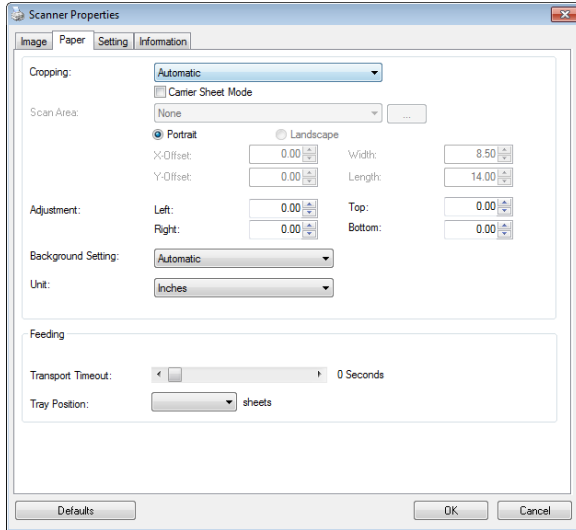 Scanner Properties
Image Paper Setting Information
Cropping: Automatic
Carrier Sheet Mode
Scan Area: None ...
Portrait Landscape
X-Offset: 0.00 Width: 8.50
Y-Offset: 0.00 Length: 14.00
Adjustment: Left: 0.00 Top: 0.00
Right: 0.00 Bottom: 0.00
Background Setting: Automatic
Unit: Inches
Feeding
Transport Timeout: 0 Seconds
Tray Position: sheets
Defaults OK Cancel